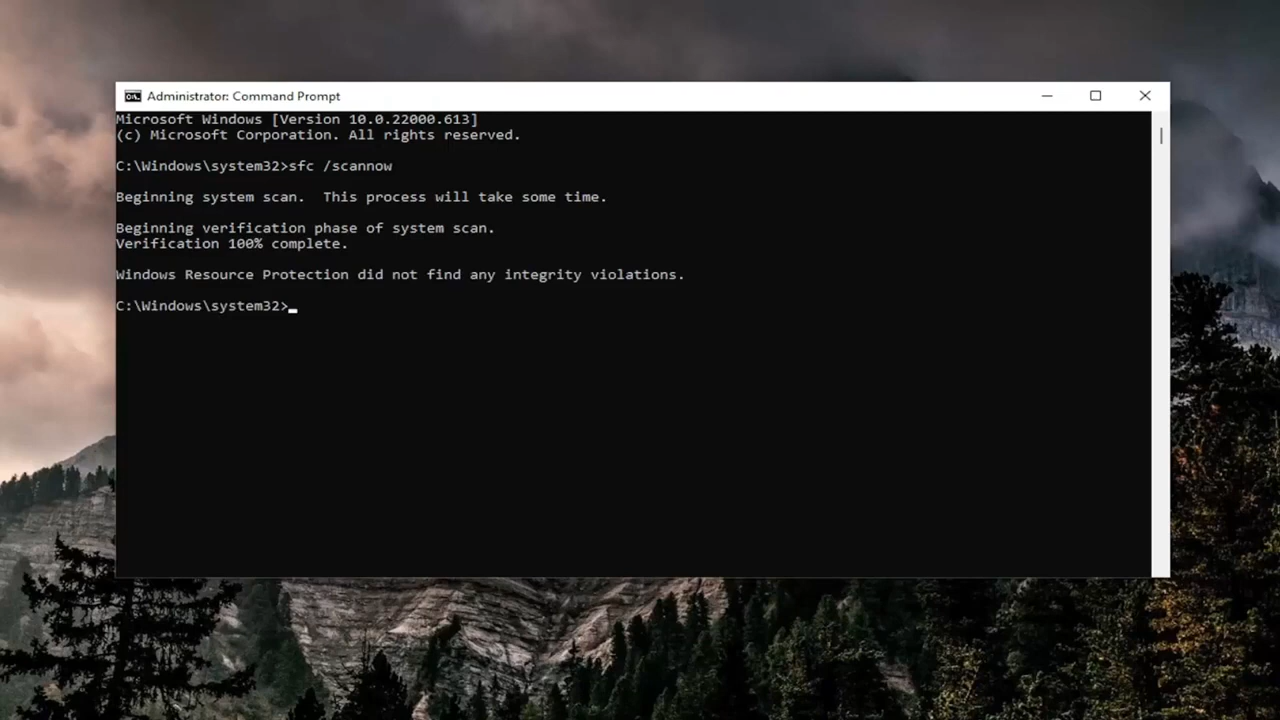 Administrator: Command Prompt
Microsoft Windows [Version 10.0.22000.613]
(c) Microsoft Corporation. All rights reserved.
C:\Windows\system32>sfc /scannow
Beginning system scan.  This process will take some time.
Beginning verification phase of system scan.
Verification 100% complete.
Windows Resource Protection did not find any integrity violations.
C:\Windows\system32>